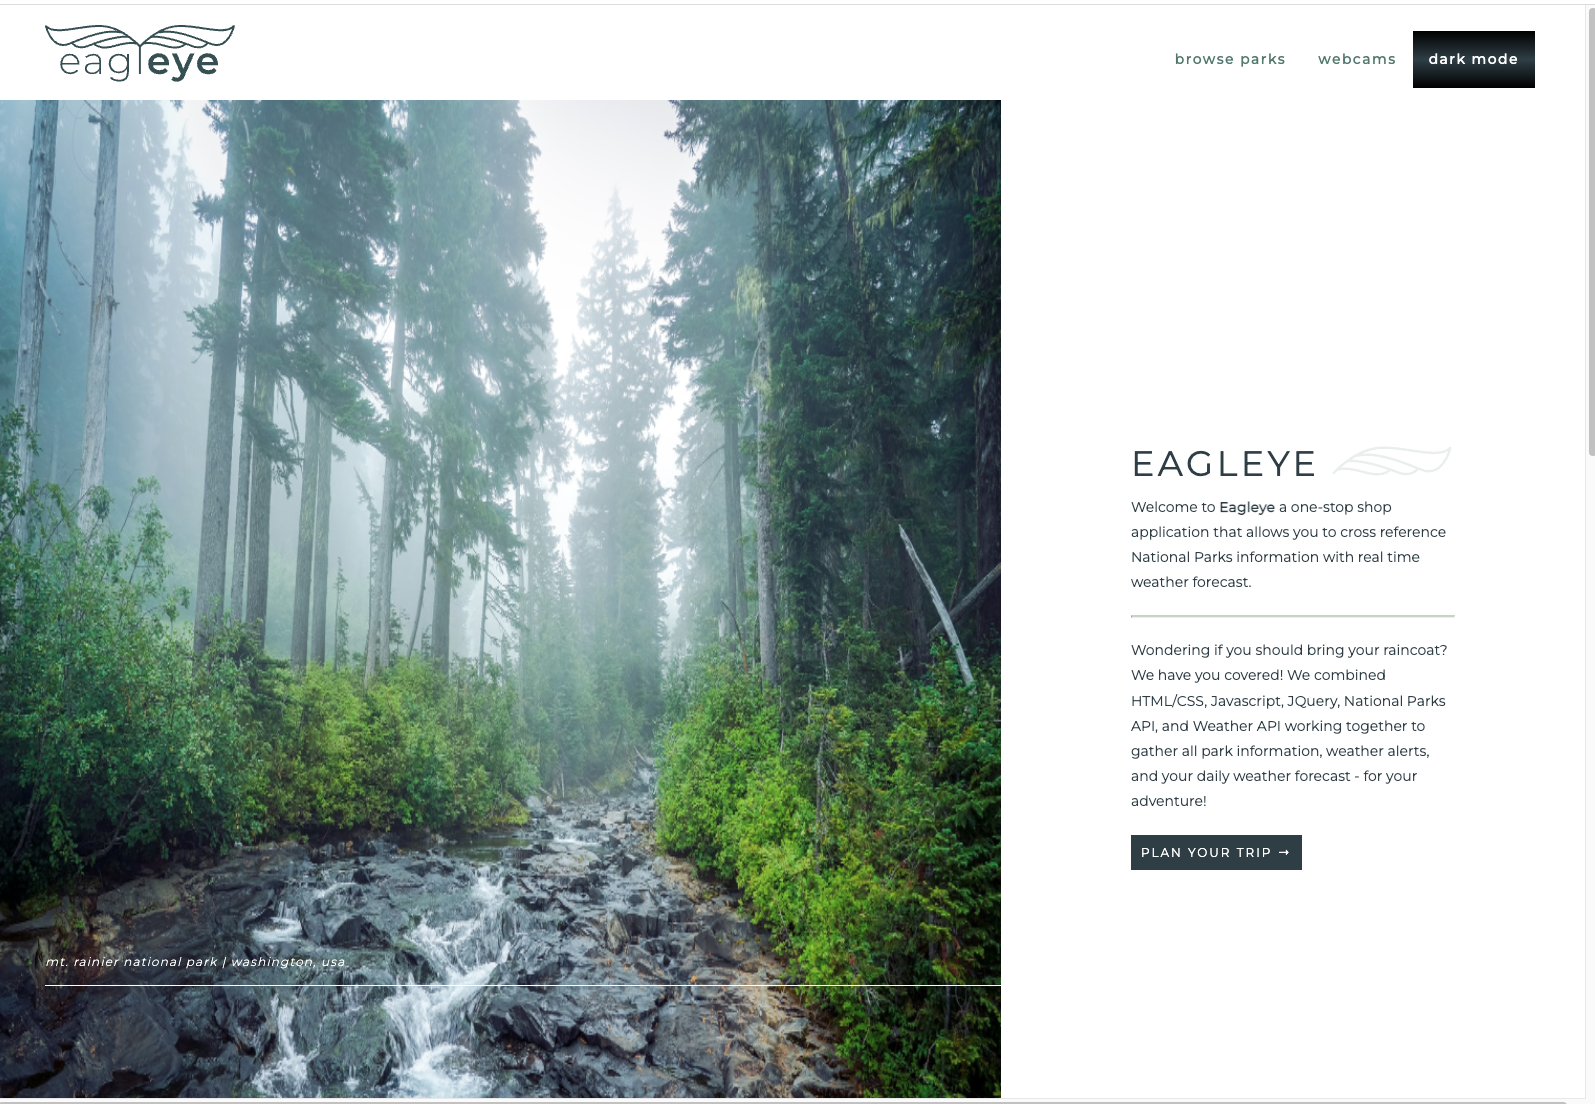 eagleye
browse parks
webcams
dark mode
EAGLEYE
Welcome to Eagleye a one-stop shop
application that allows you to cross reference
National Parks information with real time
weather forecast.
Wondering if you should bring your raincoat?
We have you covered! We combined
HTML/CSS, Javascript, JQuery, National Parks
API, and Weather API working together to
gather all park information, weather alerts,
and your daily weather forecast - for your
adventure!
PLAN YOUR TRIP →
mt. rainier national park | washington, usa